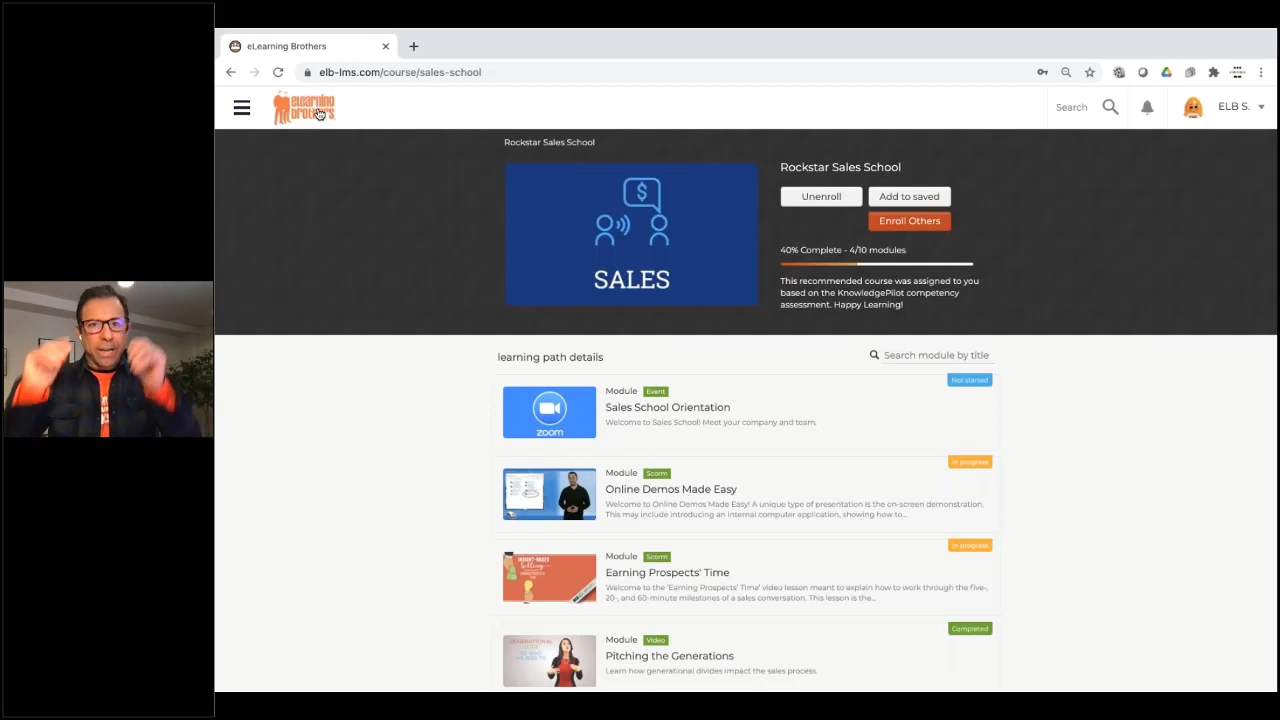 eLearning Brothers
elb-lms.com/course/sales-school
eLearning
brothers
Search
ELB S.
Rockstar Sales School
$
SALES
Rockstar Sales School
Unenroll
Add to saved
Enroll Others
40% Complete - 4/10 modules
This recommended course was assigned to you
based on the KnowledgePilot competency
assessment. Happy Learning!
learning path details
Search module by title
Not started
Module Event
Sales School Orientation
Welcome to Sales School! Meet your company and team.
zoom
In progress
Module Scorm
Online Demos Made Easy
Welcome to Online Demos Made Easy! A unique type of presentation is the on-screen demonstration.
This may include introducing an internal computer application, showing how to...
In progress
Module Scorm
Earning Prospects' Time
Welcome to the 'Earning Prospects' Time' video lesson meant to explain how to work through the five-,
20-, and 60-minute milestones of a sales conversation. This lesson is the...
INSIGHT-BASED
Selling
Completed
Module Video
Pitching the Generations
Learn how generational divides impact the sales process.